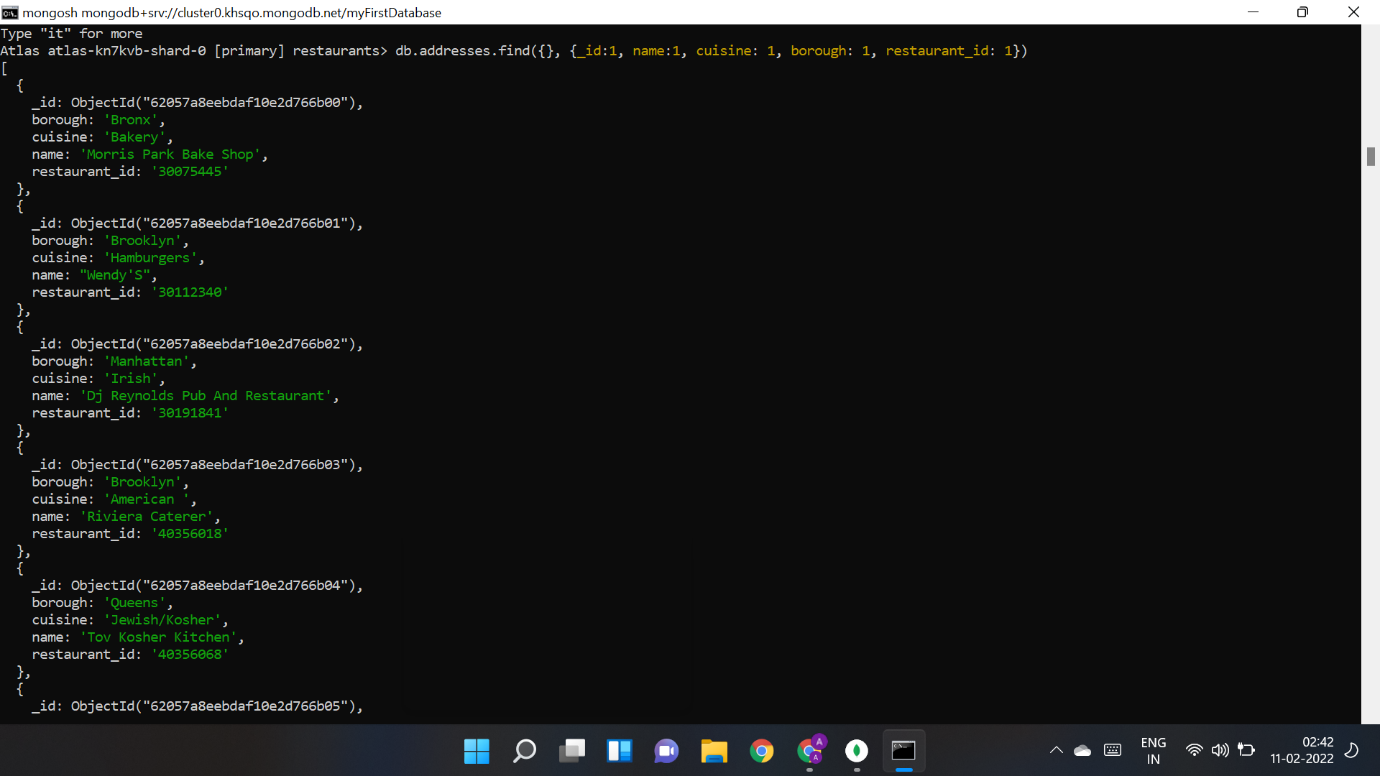 mongosh mongodb+srv://cluster0.khsqo.mongodb.net/myFirstDatabase
Type "it" for more
Atlas atlas-kn7kvb-shard-0 [primary] restaurants> db.addresses.find({}, {_id:1, name:1, cuisine: 1, borough: 1, restaurant_id: 1})
[
  {
    _id: ObjectId("62057a8eebdaf10e2d766b00"),
    borough: 'Bronx',
    cuisine: 'Bakery',
    name: 'Morris Park Bake Shop',
    restaurant_id: '30075445'
  },
  {
    _id: ObjectId("62057a8eebdaf10e2d766b01"),
    borough: 'Brooklyn',
    cuisine: 'Hamburgers',
    name: "Wendy'S",
    restaurant_id: '30112340'
  },
  {
    _id: ObjectId("62057a8eebdaf10e2d766b02"),
    borough: 'Manhattan',
    cuisine: 'Irish',
    name: 'Dj Reynolds Pub And Restaurant',
    restaurant_id: '30191841'
  },
  {
    _id: ObjectId("62057a8eebdaf10e2d766b03"),
    borough: 'Brooklyn',
    cuisine: 'American ',
    name: 'Riviera Caterer',
    restaurant_id: '40356018'
  },
  {
    _id: ObjectId("62057a8eebdaf10e2d766b04"),
    borough: 'Queens',
    cuisine: 'Jewish/Kosher',
    name: 'Tov Kosher Kitchen',
    restaurant_id: '40356068'
  },
  {
    _id: ObjectId("62057a8eebdaf10e2d766b05"),
A
A
ENG
IN
02:42
11-02-2022